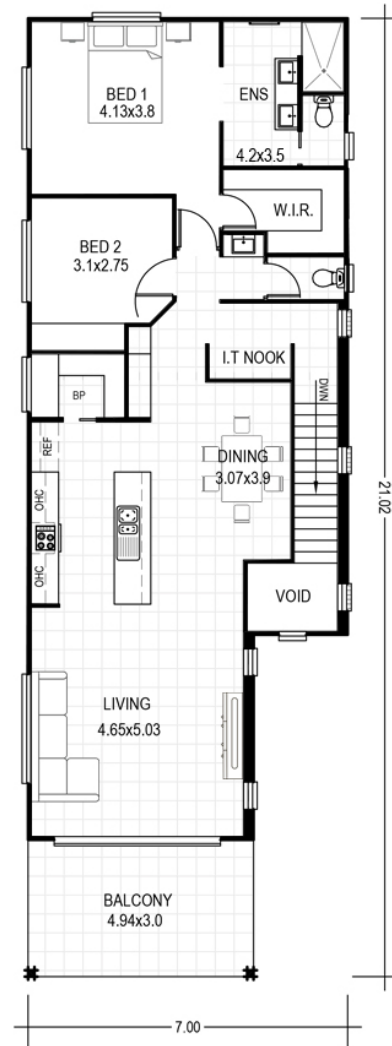 BED 1
4.13x3.8
ENS
4.2x3.5
W.I.R.
BED 2
3.1x2.75
I.T NOOK
BP
DWN
REF
DINING
3.07x3.9
OHC
OHC
21.02
VOID
LIVING
4.65x5.03
BALCONY
4.94x3.0
7.00